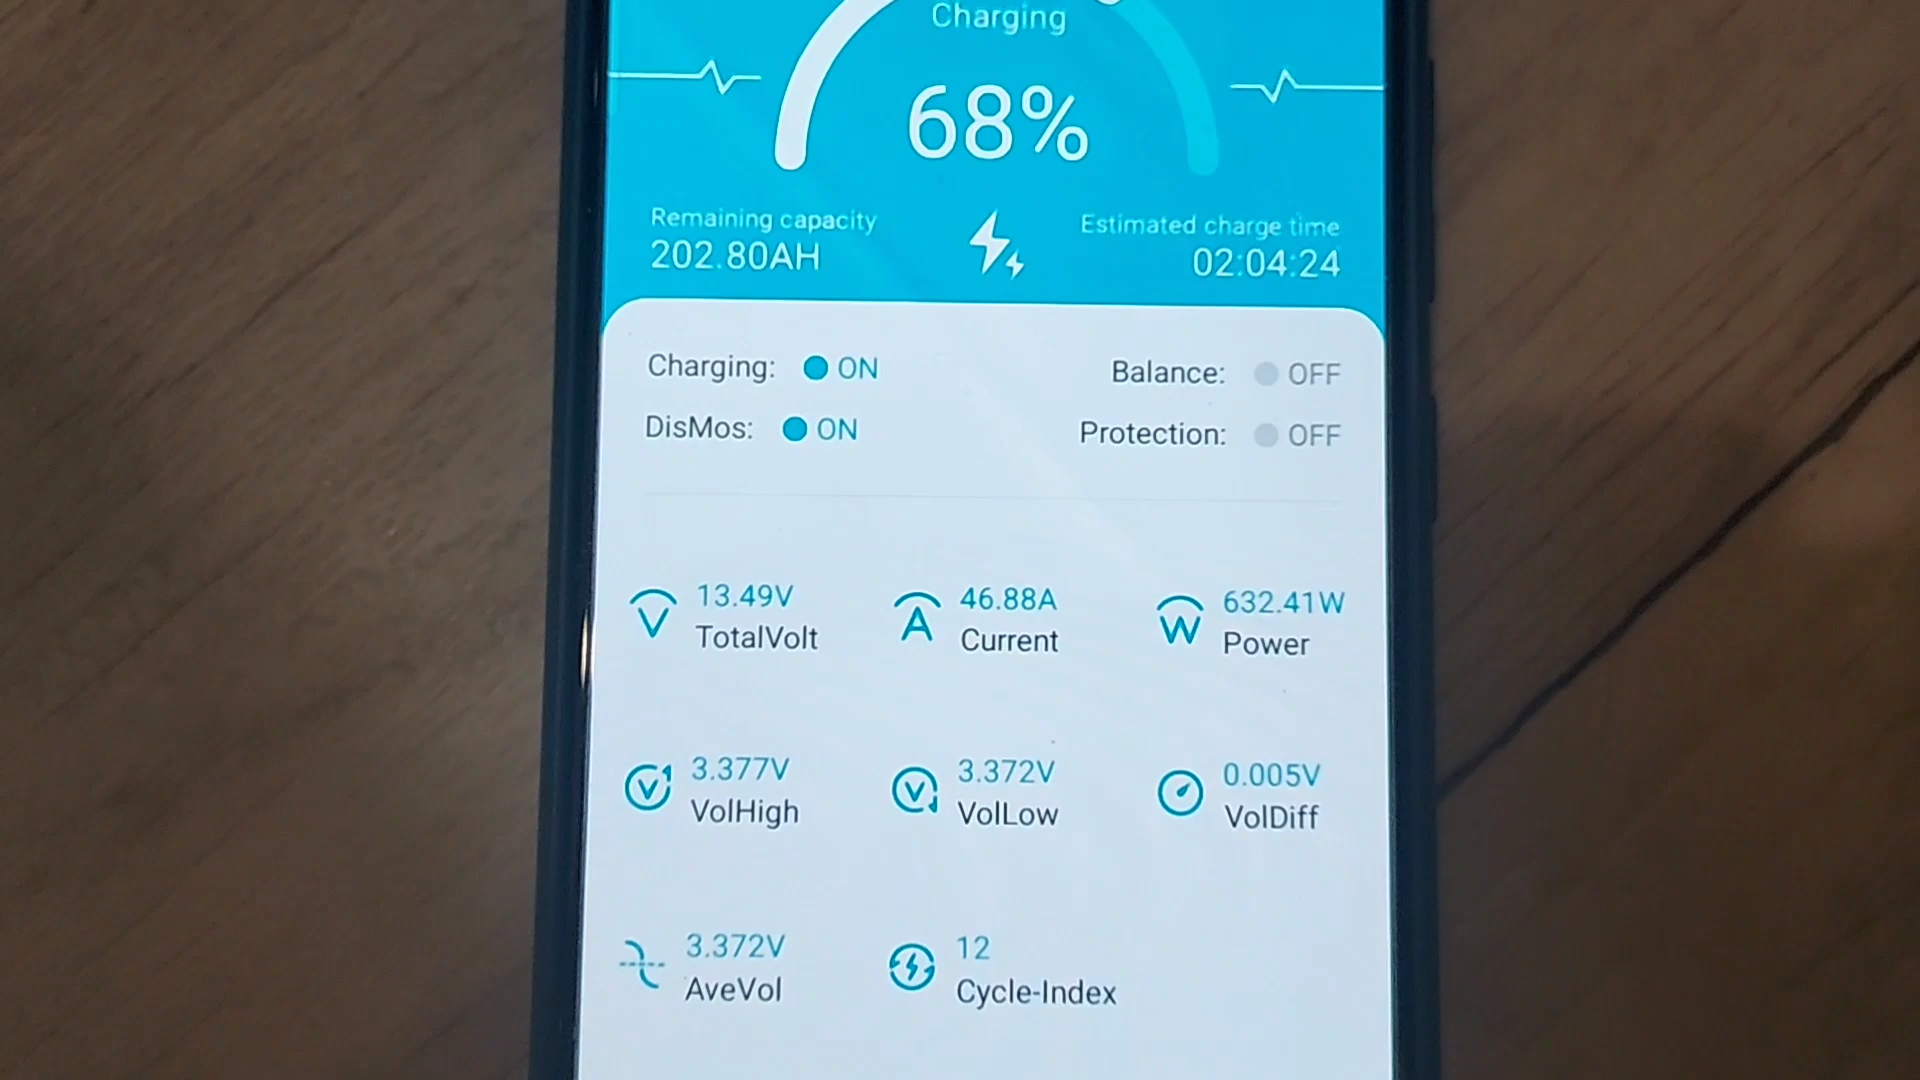 Charging
68%
Remaining capacity
202.80AH
Estimated charge time
02:04:24
Charging: ON
Balance: OFF
DisMos: ON
Protection: OFF
13.49V
TotalVolt
46.88A
Current
632.41W
Power
3.377V
VolHigh
3.372V
VolLow
0.005V
VolDiff
3.372V
AveVol
12
Cycle-Index